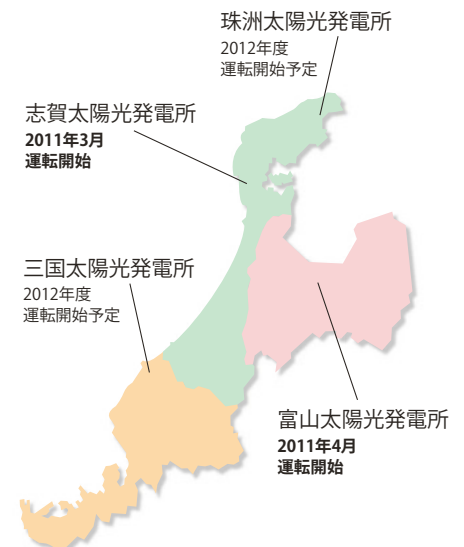 珠洲太陽光発電所
2012年度
運転開始予定
志賀太陽光発電所
2011年3月
運転開始
三国太陽光発電所
2012年度
運転開始予定
富山太陽光発電所
2011年4月
運転開始